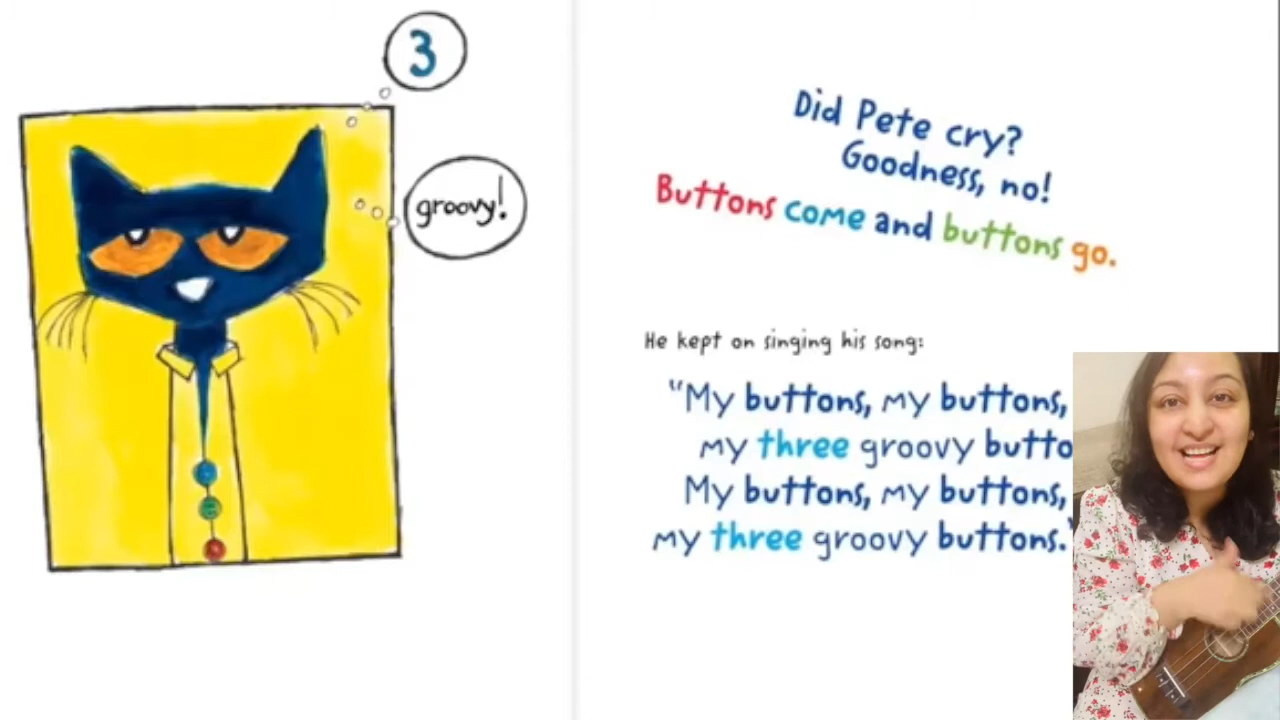 3
groovy!
Did Pete cry?
Goodness, no!
Buttons come and buttons go.
He kept on singing his song:
"My buttons, my buttons,
my three groovy butto
My buttons, my buttons,
my three groovy buttons."